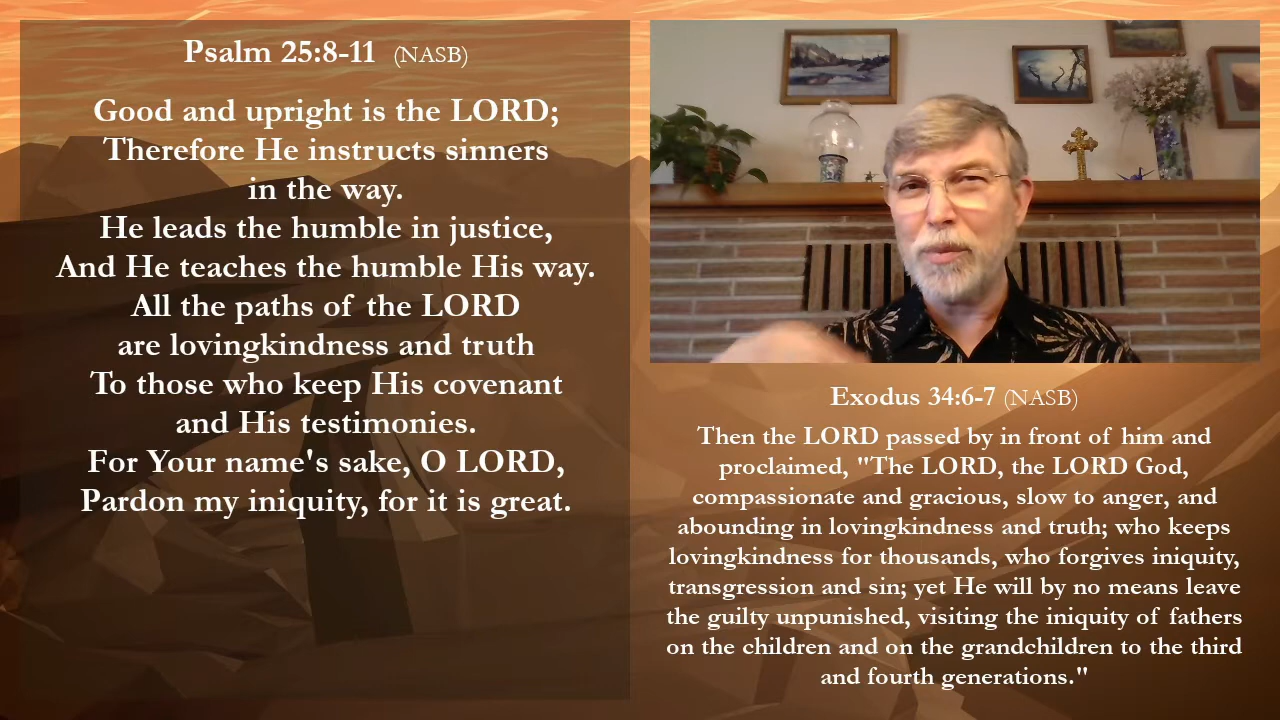 Psalm 25:8-11 (NASB)
Good and upright is the LORD;
Therefore He instructs sinners
in the way.
He leads the humble in justice,
And He teaches the humble His way.
All the paths of the LORD
are lovingkindness and truth
To those who keep His covenant
and His testimonies.
For Your name's sake, O LORD,
Pardon my iniquity, for it is great.
Exodus 34:6-7 (NASB)
Then the LORD passed by in front of him and
proclaimed, "The LORD, the LORD God,
compassionate and gracious, slow to anger, and
abounding in lovingkindness and truth; who keeps
lovingkindness for thousands, who forgives iniquity,
transgression and sin; yet He will by no means leave
the guilty unpunished, visiting the iniquity of fathers
on the children and on the grandchildren to the third
and fourth generations."